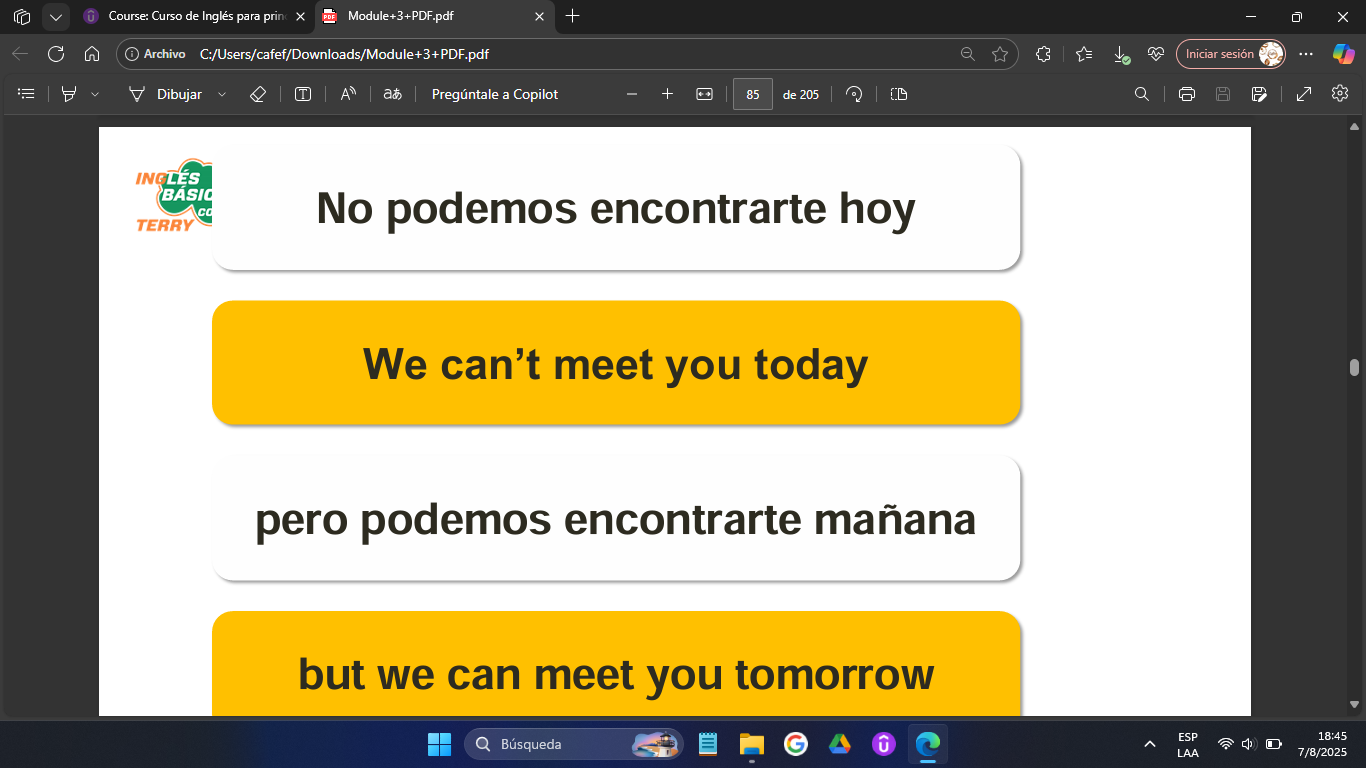 Course: Curso de Inglés para prin
Module+3+PDF.pdf
Archivo
C:/Users/cafef/Downloads/Module+3+PDF.pdf
Iniciar sesión
Dibujar
Pregúntale a Copilot
85
de 205
INGLÉS
BÁSIC
CO
TERRY
No podemos encontrarte hoy
We can’t meet you today
pero podemos encontrarte mañana
but we can meet you tomorrow
Búsqueda
ESP
LAA
18:45
7/8/2025